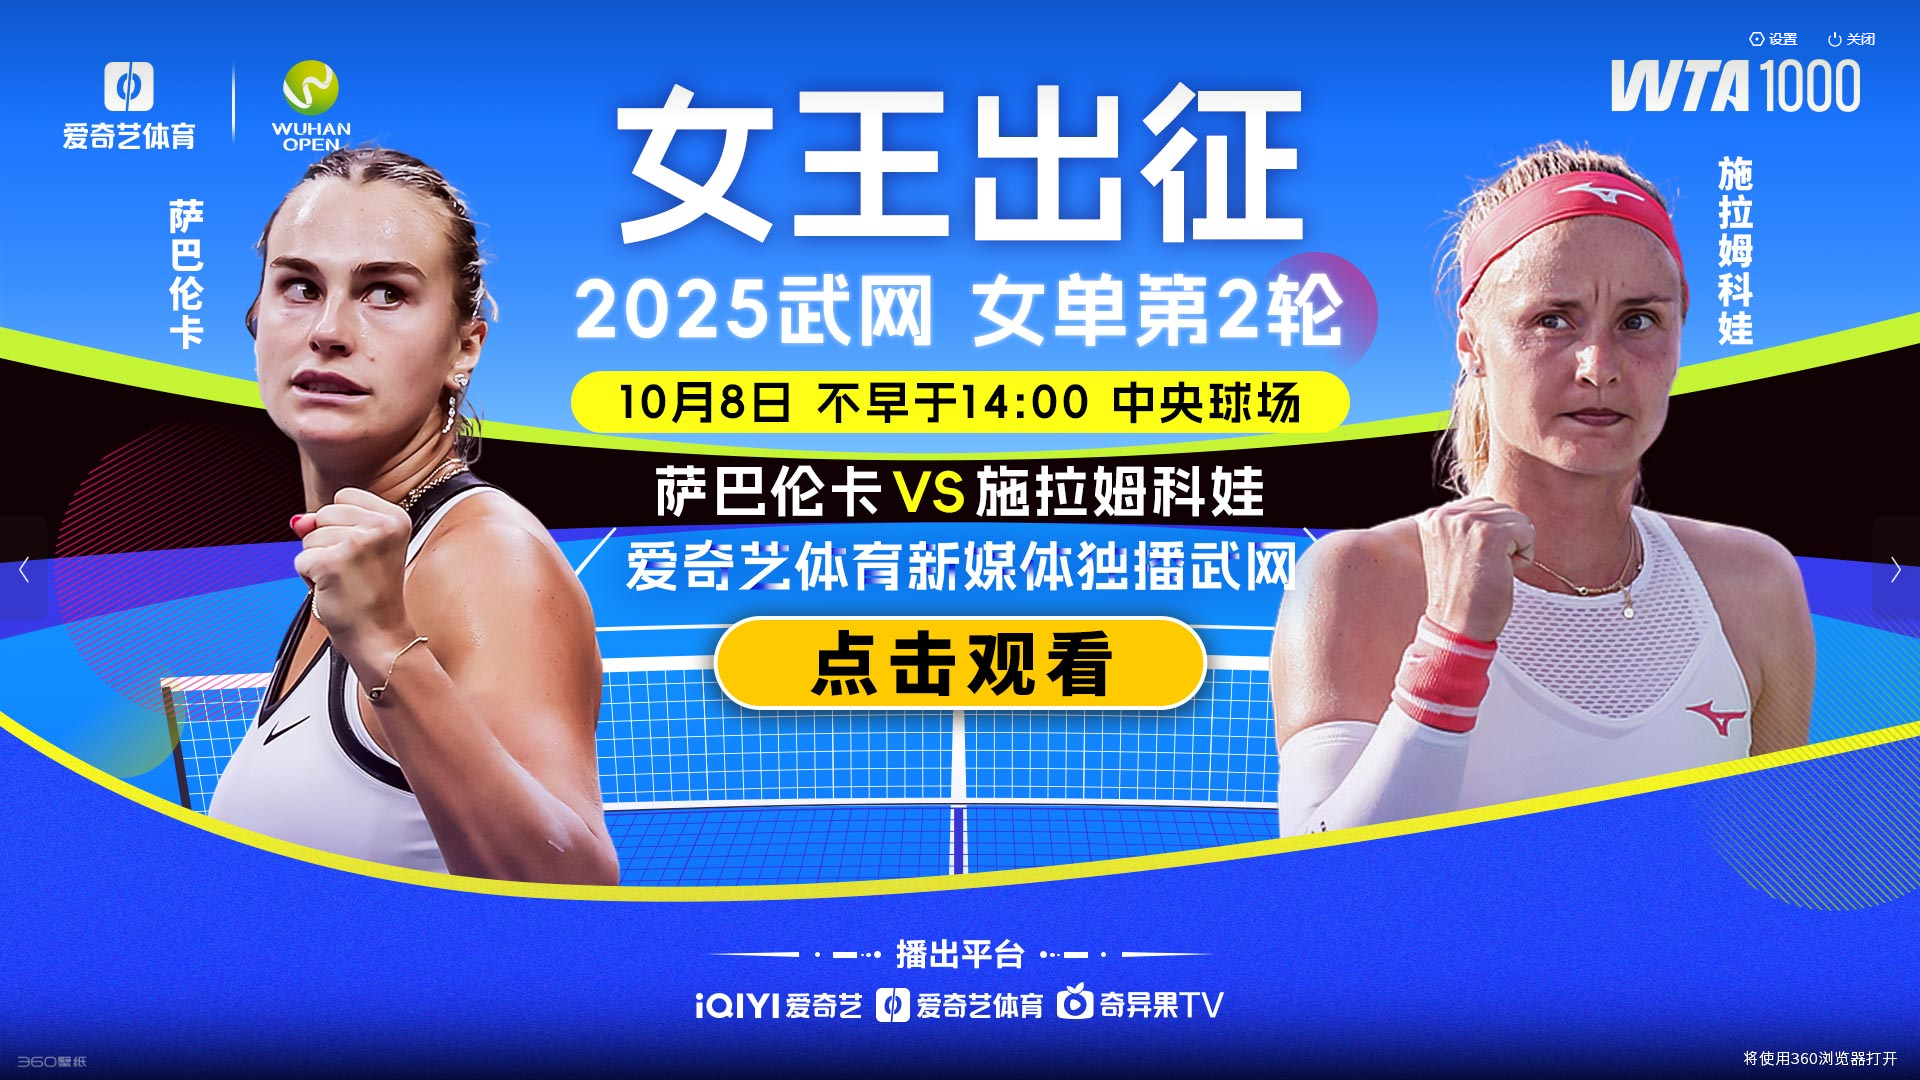 设置 关闭
爱奇艺体育
WUHAN
OPEN
WTA 1000
女王出征
萨巴伦卡
施拉姆科娃
2025武网 女单第2轮
10月8日 不早于14:00 中央球场
萨巴伦卡VS施拉姆科娃
爱奇艺体育新媒体独播武网
点击观看
播出平台
iQIYI爱奇艺 爱奇艺体育 奇异果TV
360壁纸
将使用360浏览器打开